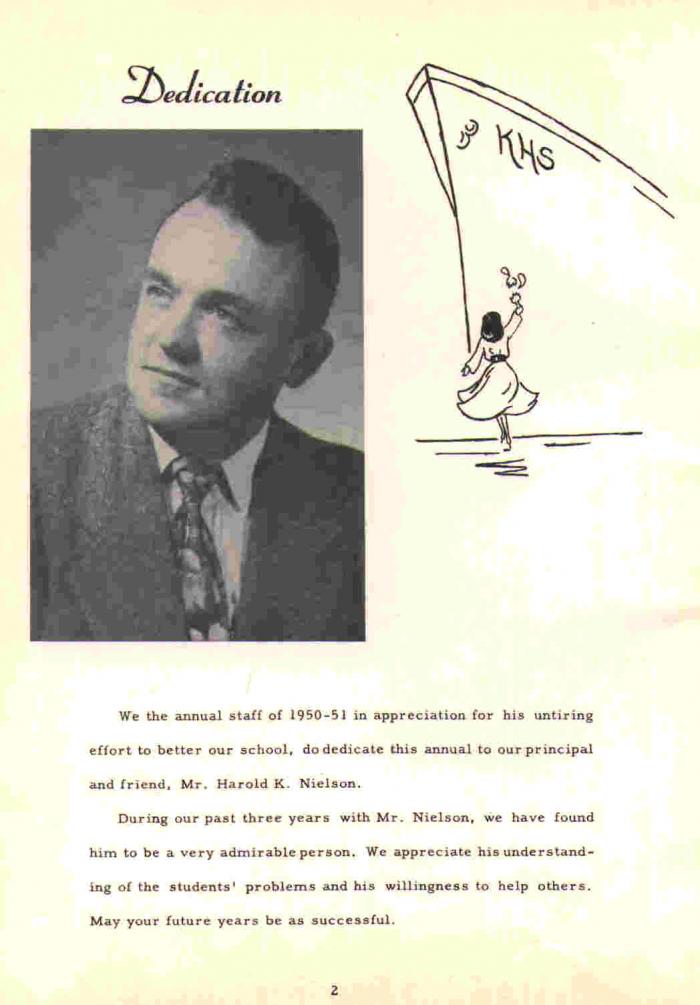 Dedication
KHS
We the annual staff of 1950-51 in appreciation for his untiring
effort to better our school, do dedicate this annual to our principal
and friend, Mr. Harold K. Nielson.
During our past three years with Mr. Nielson, we have found
him to be a very admirable person. We appreciate his understand-
ing of the students' problems and his willingness to help others.
May your future years be as successful.
2